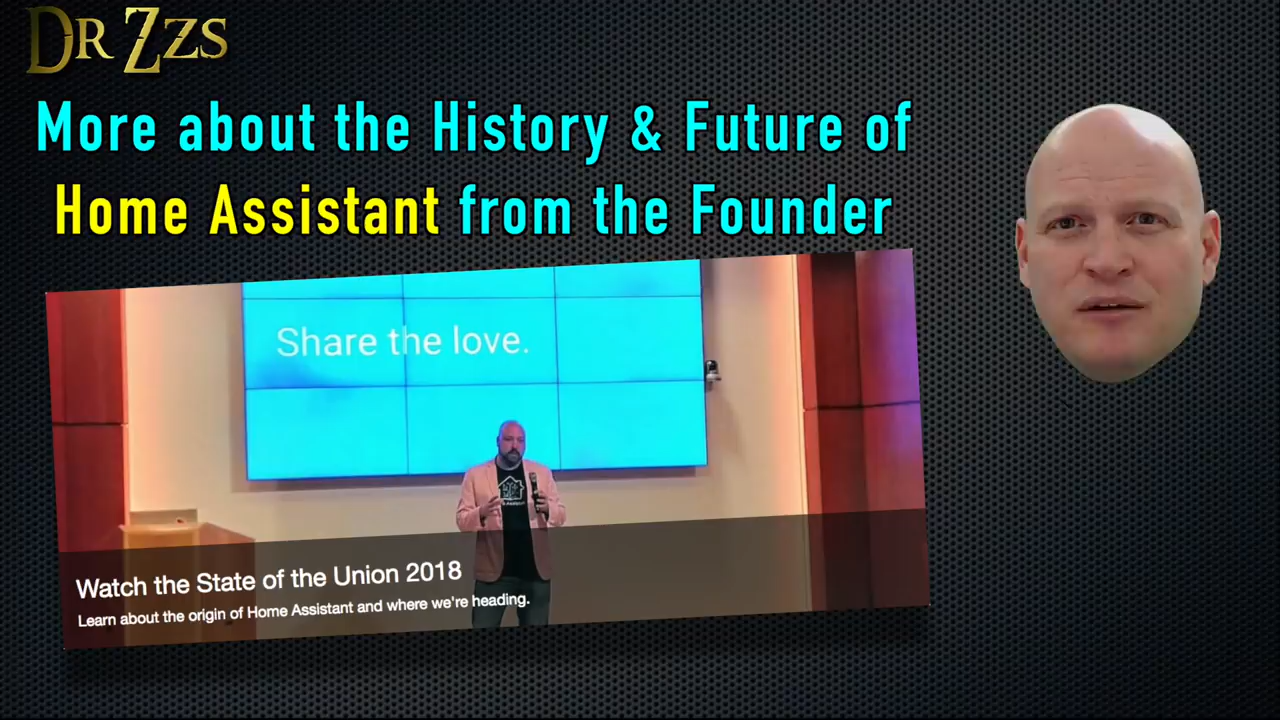 DR ZZS
More about the History & Future of
Home Assistant from the Founder
Share the love.
Watch the State of the Union 2018
Learn about the origin of Home Assistant and where we're heading.